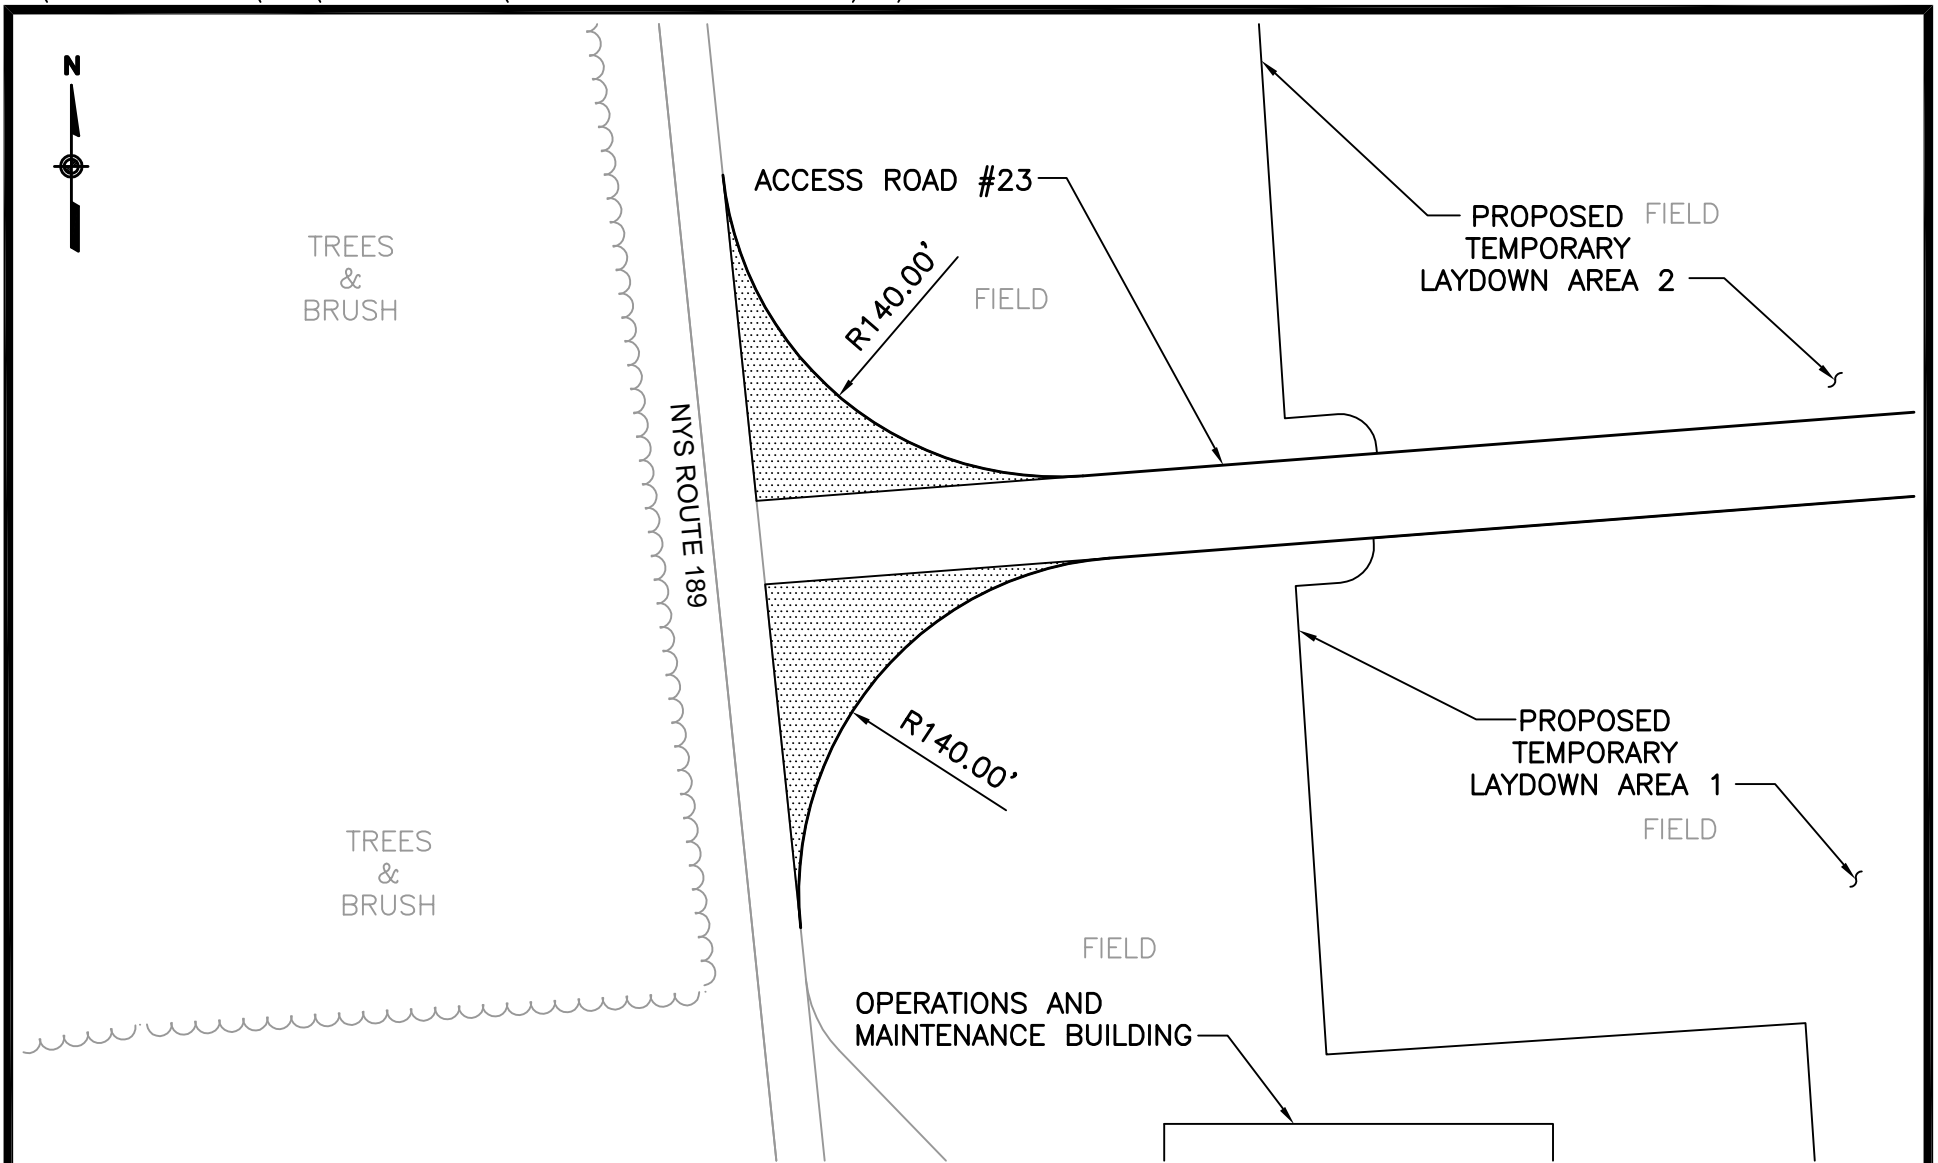 N
ACCESS ROAD #23
PROPOSED
TEMPORARY
LAYDOWN AREA 2
FIELD
TREES
&
BRUSH
R140.00'
FIELD
NYS ROUTE 189
R140.00'
PROPOSED
TEMPORARY
LAYDOWN AREA 1
FIELD
TREES
&
BRUSH
FIELD
OPERATIONS AND
MAINTENANCE BUILDING